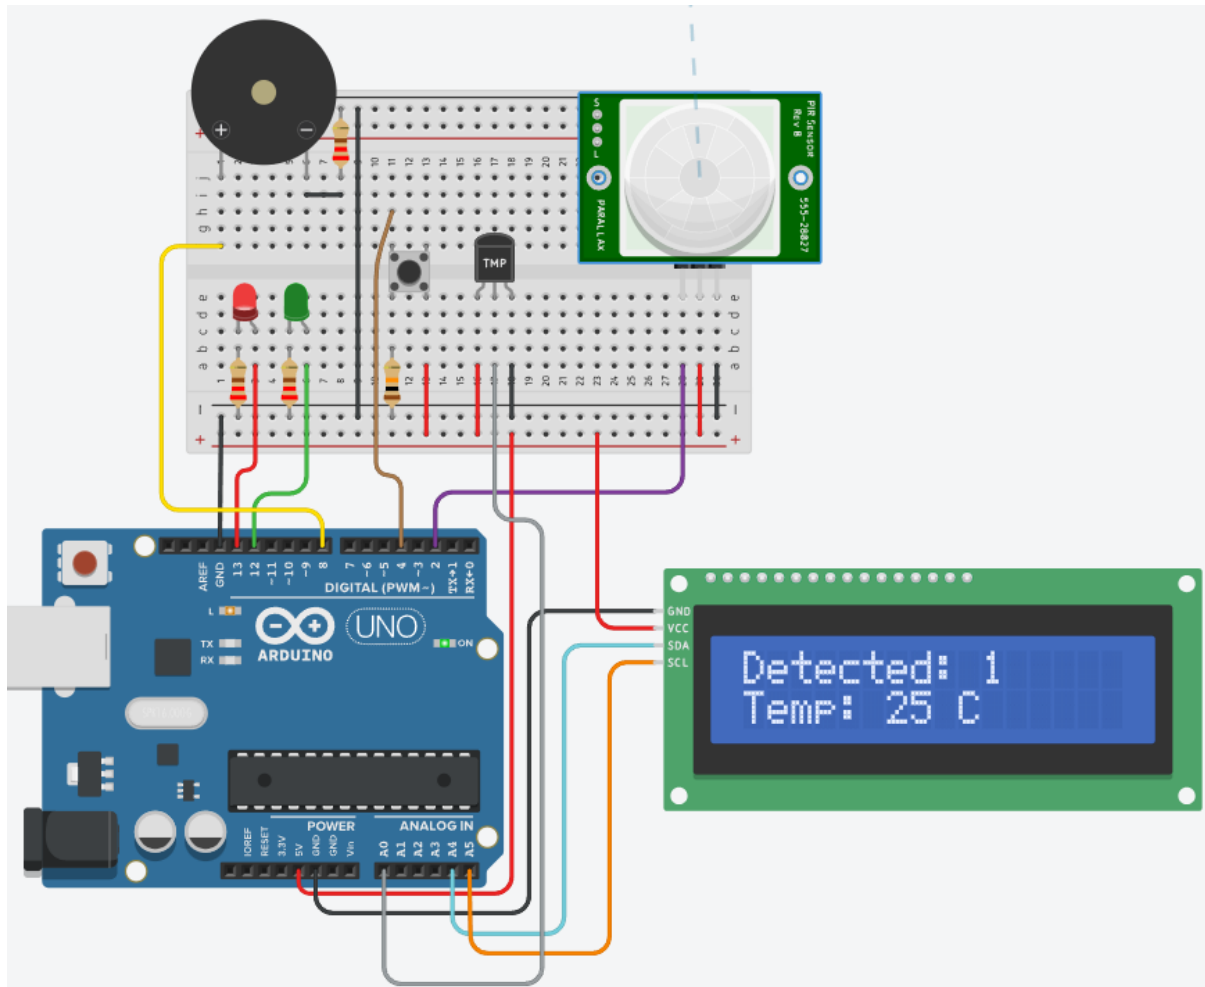 + −
S
L
PIR SENSOR
Rev B
PARALLAX
555-28027
TMP
AREF
GND
13
12
~11
~10
~9
8
7
~6
~5
4
~3
2
TX→1
RX←0
DIGITAL (PWM~)
L
TX
RX
ARDUINO
UNO
ON
GND
VCC
SDA
SCL
Detected: 1
Temp: 25 C
POWER
ANALOG IN
IOREF
RESET
3.3V
5V
GND
GND
Vin
A0
A1
A2
A3
A4
A5